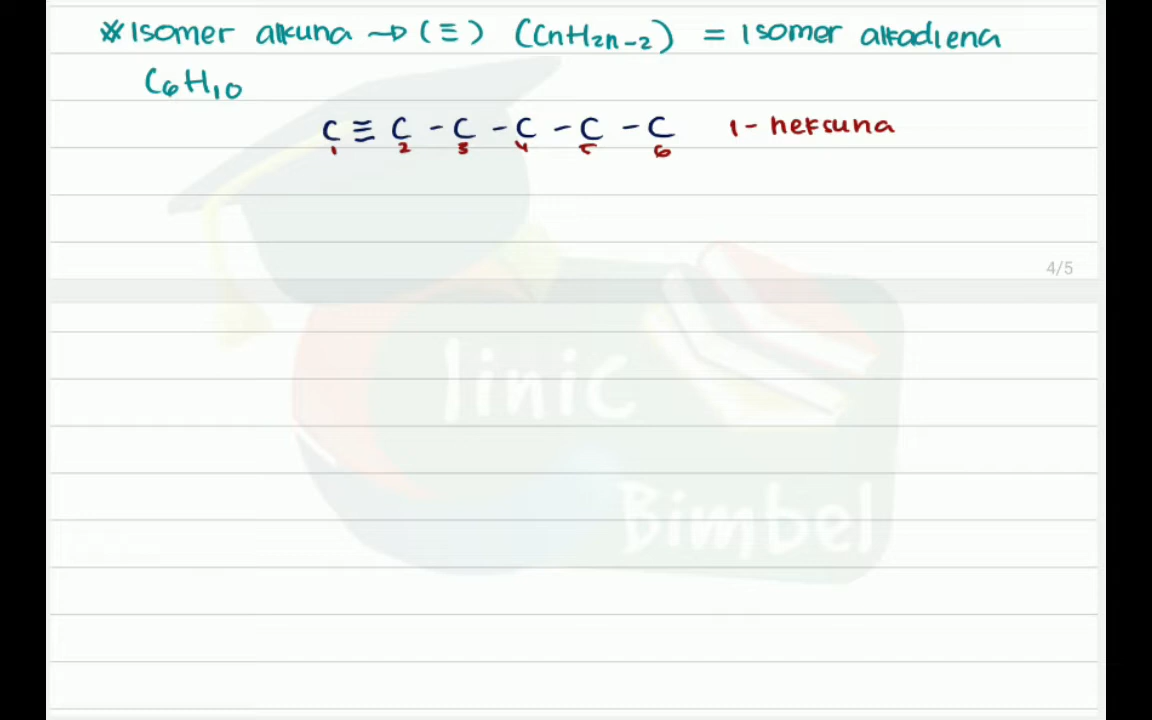 * Isomer alkuna → (≡) (CnH2n-2) = Isomer alkadiena
C6H10
C ≡ C - C - C - C - C 1 - heksuna
1 2 3 4 5 6
4/5
linic
Bimbel